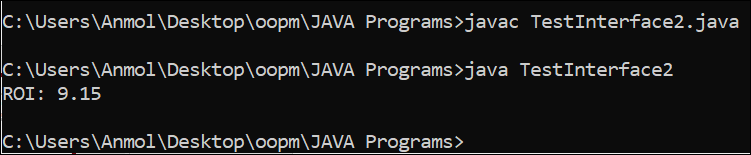 C:\Users\Anmol\Desktop\oopm\JAVA Programs>javac TestInterface2.java
C:\Users\Anmol\Desktop\oopm\JAVA Programs>java TestInterface2
ROI: 9.15
C:\Users\Anmol\Desktop\oopm\JAVA Programs>